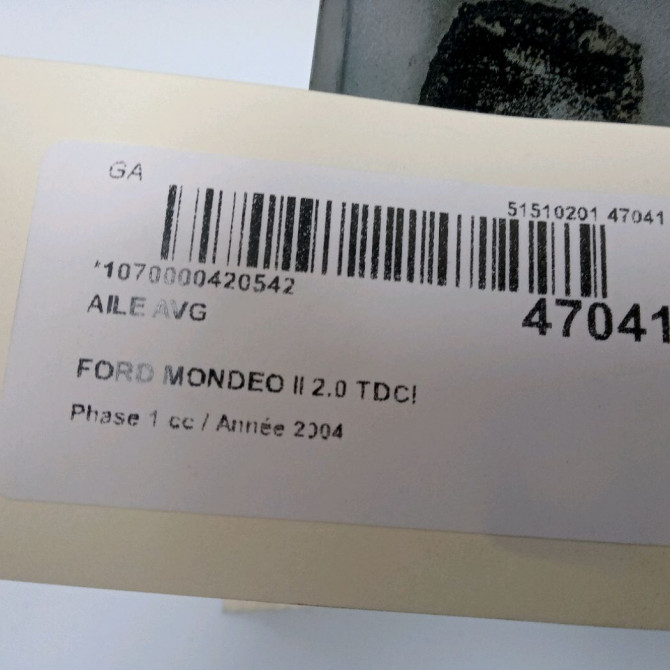 GA
51510201 47041
*1070000420542
AILE AVG
47041
FORD MONDEO II 2.0 TDCI
Phase 1 cc / Année 2004